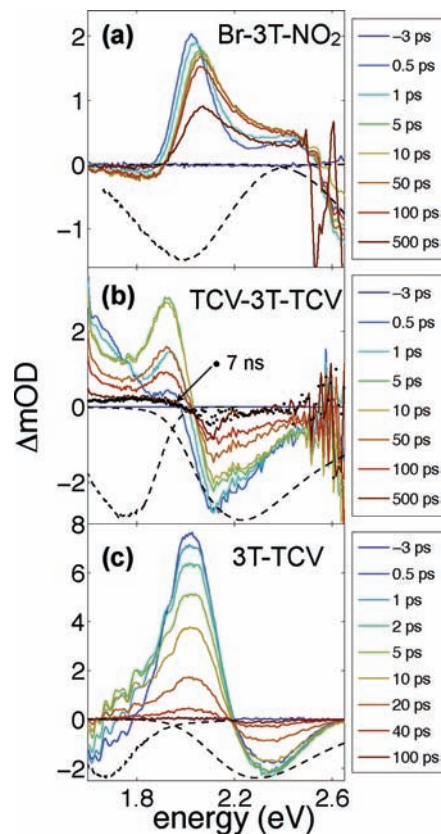 (a) Br-3T-NO₂
2
1
0
−1
−3 ps
0.5 ps
1 ps
5 ps
10 ps
50 ps
100 ps
500 ps
(b) TCV-3T-TCV
• 7 ns
2
0
−2
−3 ps
0.5 ps
1 ps
5 ps
10 ps
50 ps
100 ps
500 ps
ΔmOD
(c) 3T-TCV
8
6
4
2
0
−2
−3 ps
0.5 ps
1 ps
2 ps
5 ps
10 ps
20 ps
40 ps
100 ps
1.8 2.2 2.6
energy (eV)